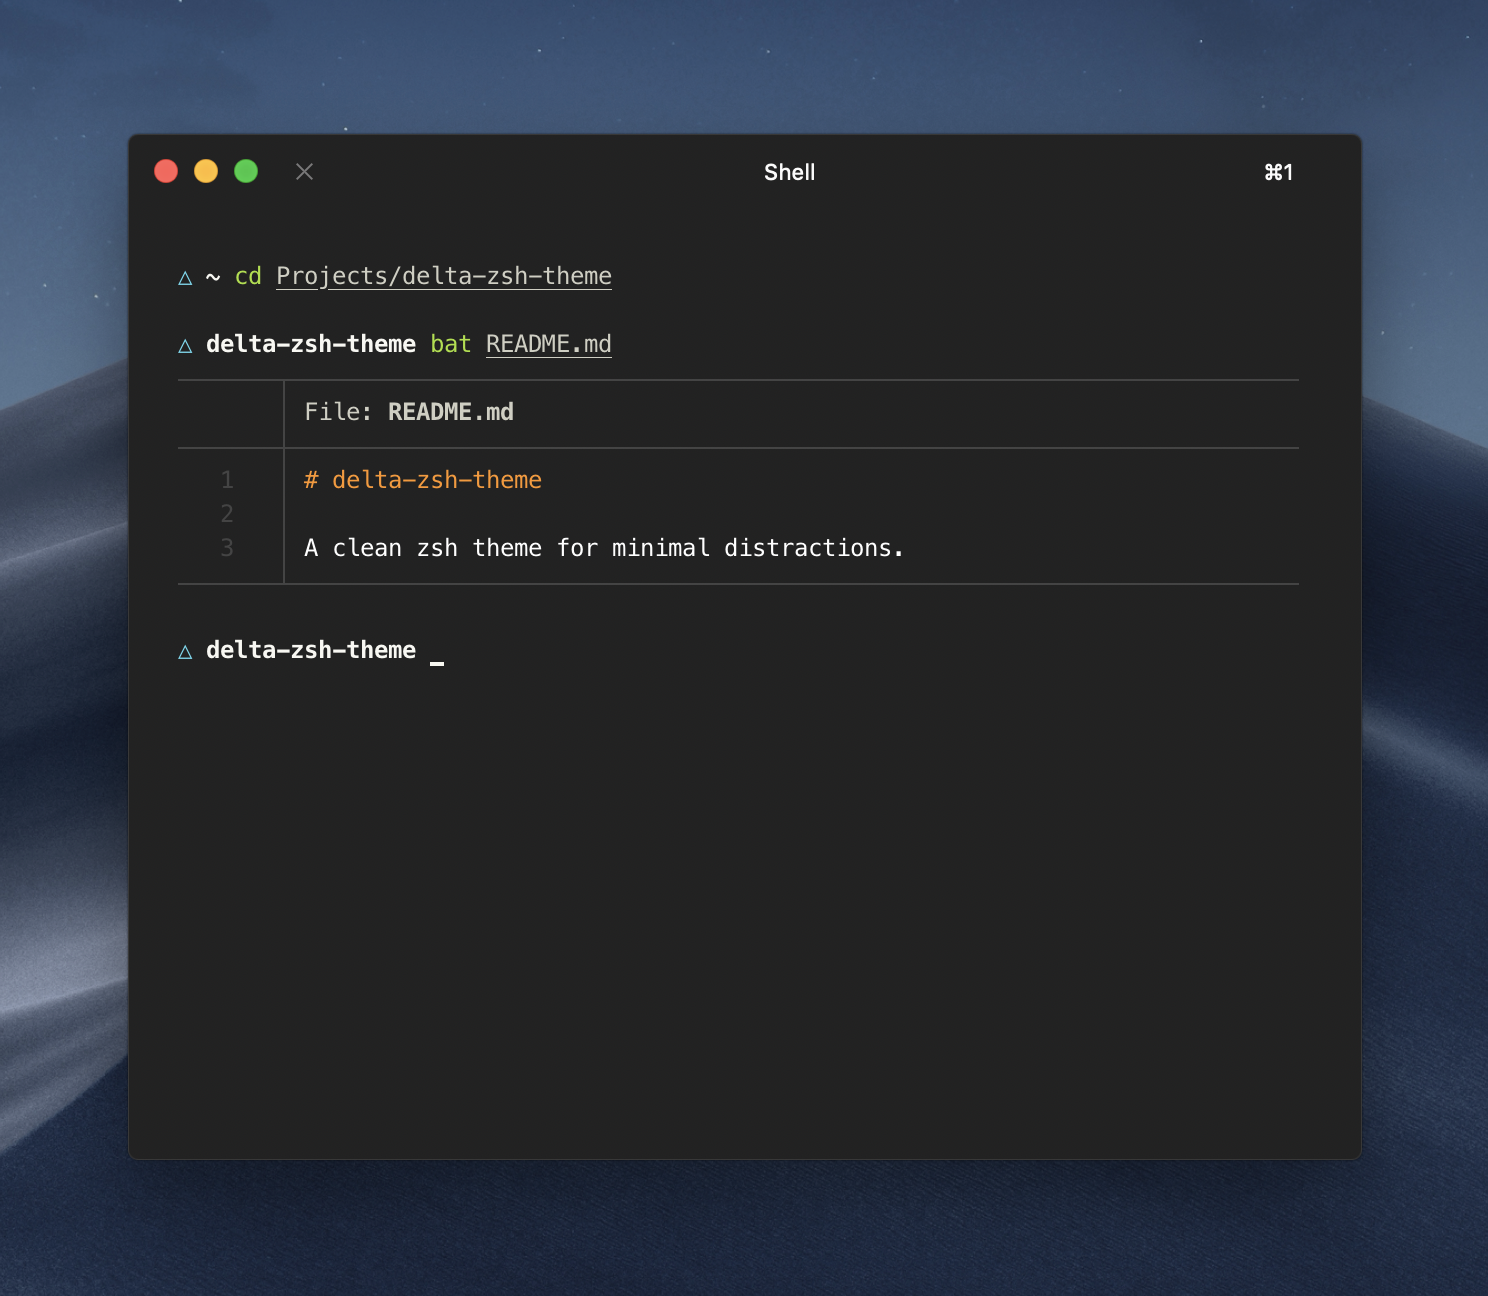 Shell ⌘1
△ ~ cd Projects/delta-zsh-theme
△ delta-zsh-theme bat README.md
File: README.md
1 # delta-zsh-theme
2
3 A clean zsh theme for minimal distractions.
△ delta-zsh-theme _